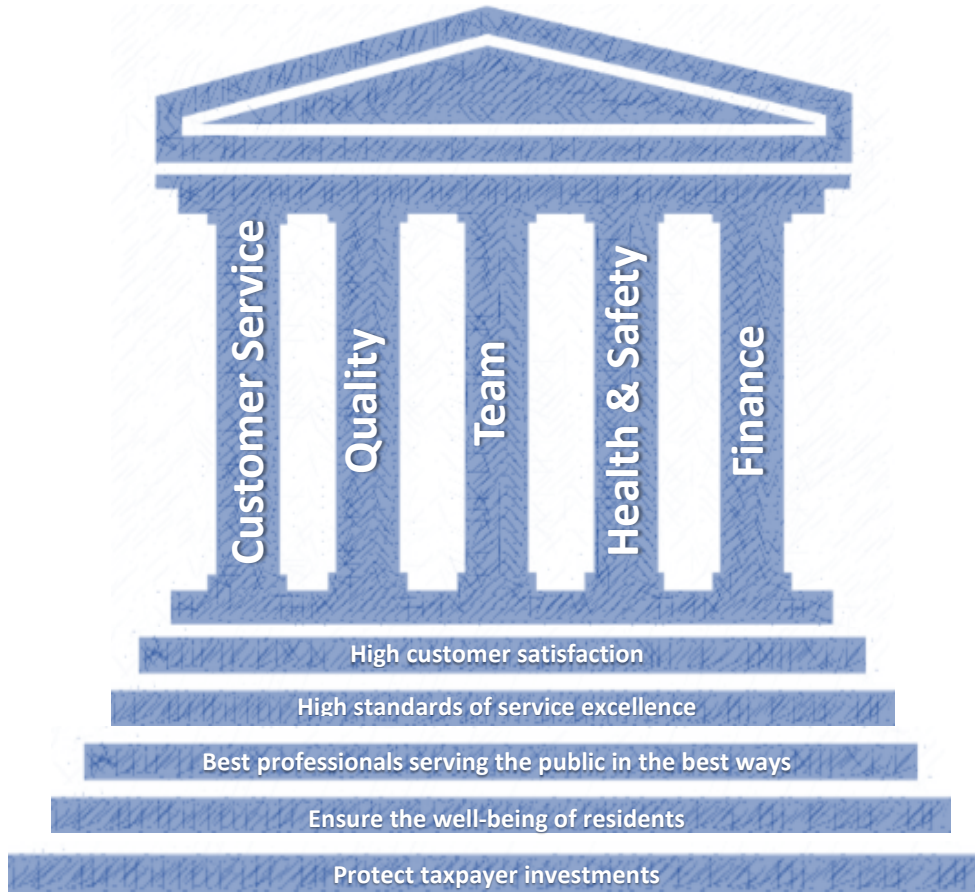 Customer Service
Quality
Team
Health & Safety
Finance
High customer satisfaction
High standards of service excellence
Best professionals serving the public in the best ways
Ensure the well-being of residents
Protect taxpayer investments